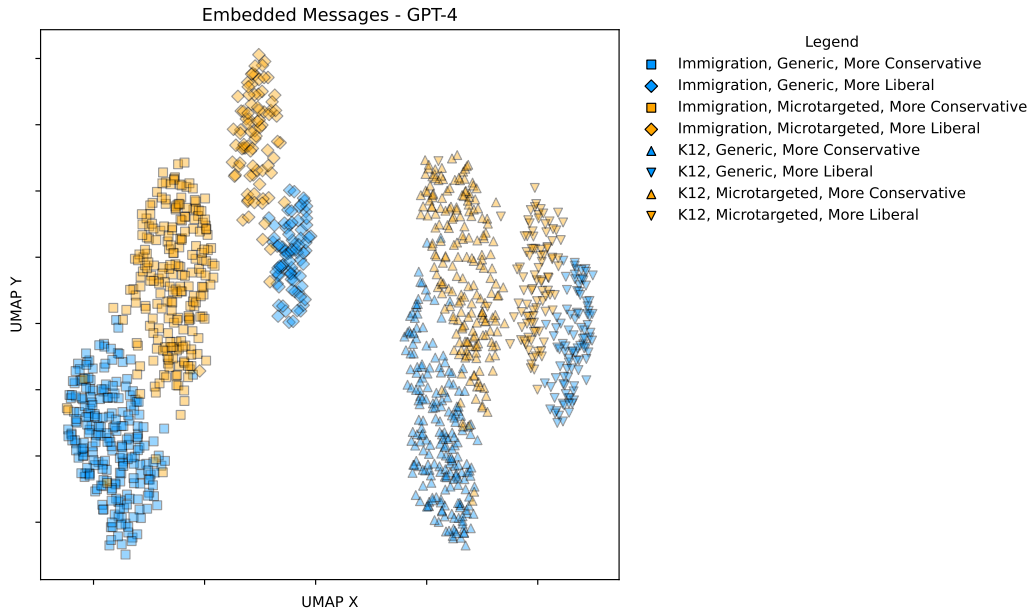 Embedded Messages - GPT-4
UMAP Y
UMAP X
Legend
Immigration, Generic, More Conservative
Immigration, Generic, More Liberal
Immigration, Microtargeted, More Conservative
Immigration, Microtargeted, More Liberal
K12, Generic, More Conservative
K12, Generic, More Liberal
K12, Microtargeted, More Conservative
K12, Microtargeted, More Liberal